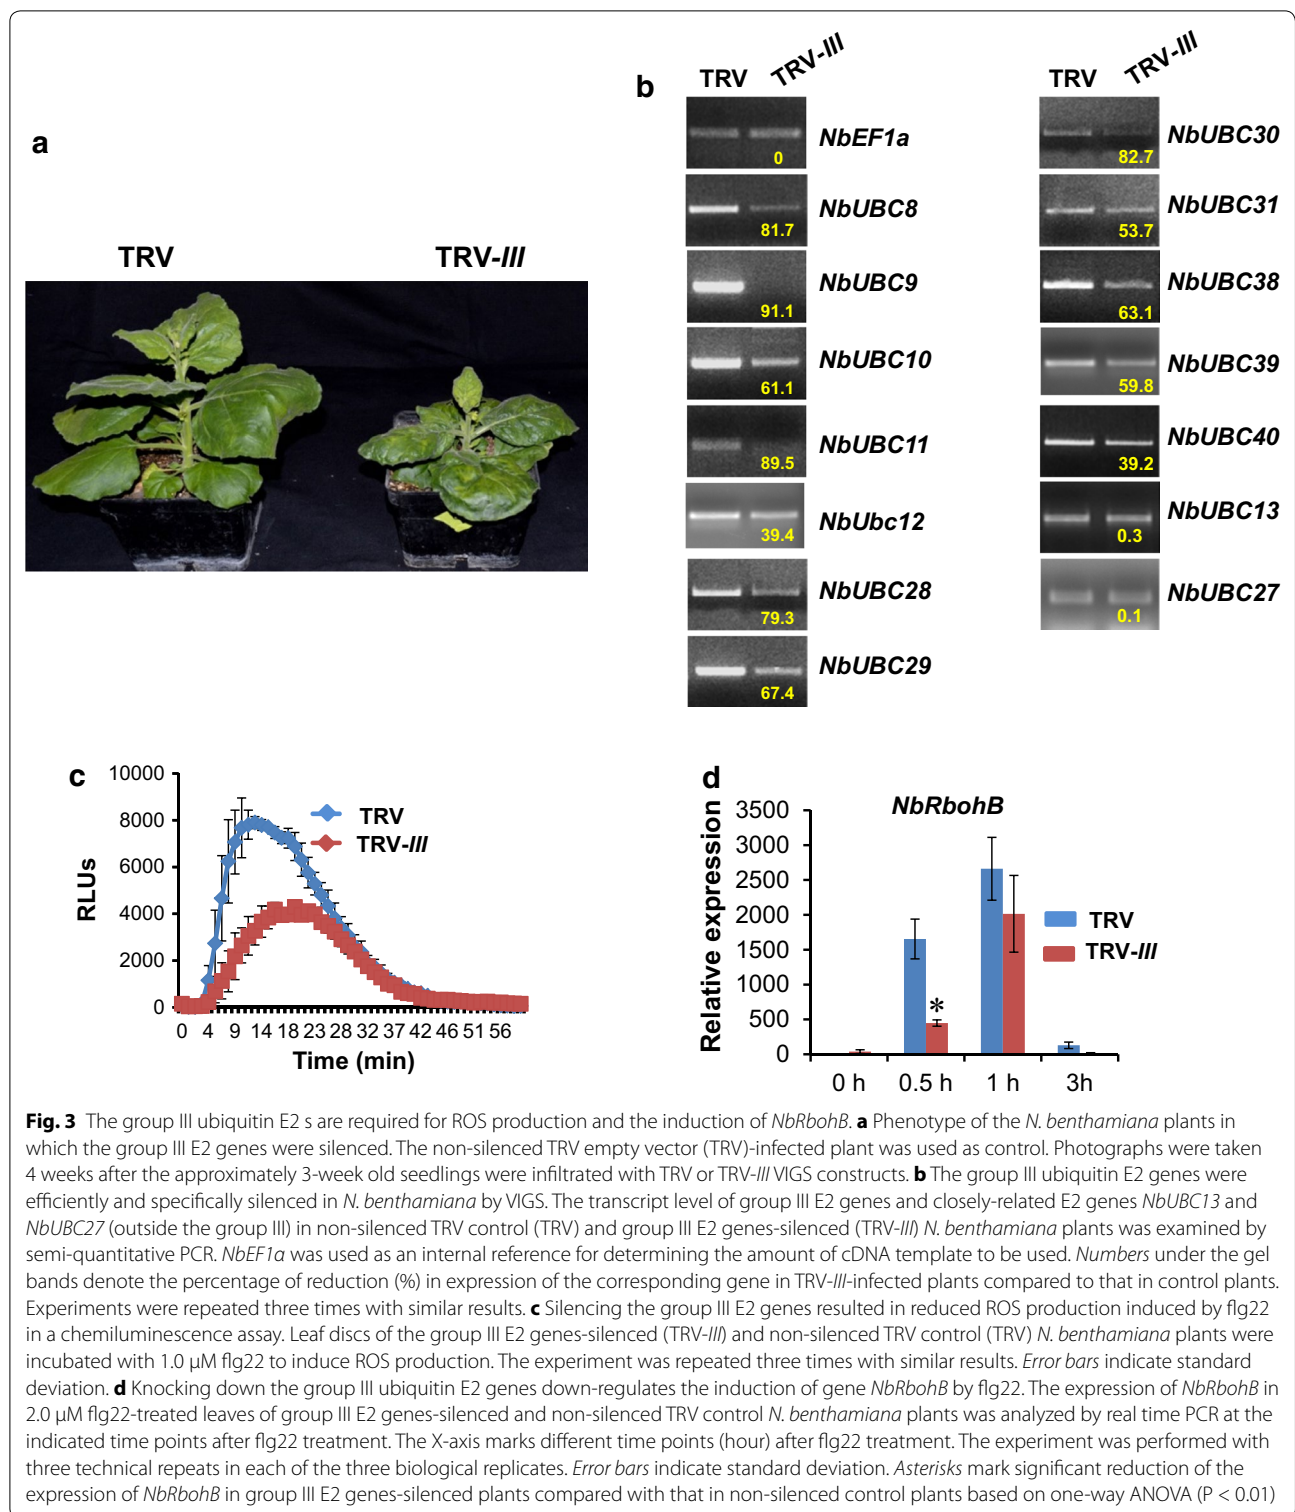 a
TRV TRV-III
b
TRV TRV-III
NbEF1a
0
NbUBC8
81.7
NbUBC9
91.1
NbUBC10
61.1
NbUBC11
89.5
NbUbc12
39.4
NbUBC28
79.3
NbUBC29
67.4
TRV TRV-III
NbUBC30
82.7
NbUBC31
53.7
NbUBC38
63.1
NbUBC39
59.8
NbUBC40
39.2
NbUBC13
0.3
NbUBC27
0.1
c
10000
8000
6000
4000
2000
0
RLUs
TRV
TRV-III
0 4 9 14 18 23 28 32 37 42 46 51 56
Time (min)
d
NbRbohB
3500
3000
2500
2000
1500
1000
500
0
Relative expression
*
TRV
TRV-III
0 h 0.5 h 1 h 3h
Fig. 3 The group III ubiquitin E2 s are required for ROS production and the induction of NbRbohB. a Phenotype of the N. benthamiana plants in
which the group III E2 genes were silenced. The non-silenced TRV empty vector (TRV)-infected plant was used as control. Photographs were taken
4 weeks after the approximately 3-week old seedlings were infiltrated with TRV or TRV-III VIGS constructs. b The group III ubiquitin E2 genes were
efficiently and specifically silenced in N. benthamiana by VIGS. The transcript level of group III E2 genes and closely-related E2 genes NbUBC13 and
NbUBC27 (outside the group III) in non-silenced TRV control (TRV) and group III E2 genes-silenced (TRV-III) N. benthamiana plants was examined by
semi-quantitative PCR. NbEF1a was used as an internal reference for determining the amount of cDNA template to be used. Numbers under the gel
bands denote the percentage of reduction (%) in expression of the corresponding gene in TRV-III-infected plants compared to that in control plants.
Experiments were repeated three times with similar results. c Silencing the group III E2 genes resulted in reduced ROS production induced by flg22
in a chemiluminescence assay. Leaf discs of the group III E2 genes-silenced (TRV-III) and non-silenced TRV control (TRV) N. benthamiana plants were
incubated with 1.0 µM flg22 to induce ROS production. The experiment was repeated three times with similar results. Error bars indicate standard
deviation. d Knocking down the group III ubiquitin E2 genes down-regulates the induction of gene NbRbohB by flg22. The expression of NbRbohB in
2.0 µM flg22-treated leaves of group III E2 genes-silenced and non-silenced TRV control N. benthamiana plants was analyzed by real time PCR at the
indicated time points after flg22 treatment. The X-axis marks different time points (hour) after flg22 treatment. The experiment was performed with
three technical repeats in each of the three biological replicates. Error bars indicate standard deviation. Asterisks mark significant reduction of the
expression of NbRbohB in group III E2 genes-silenced plants compared with that in non-silenced control plants based on one-way ANOVA (P < 0.01)